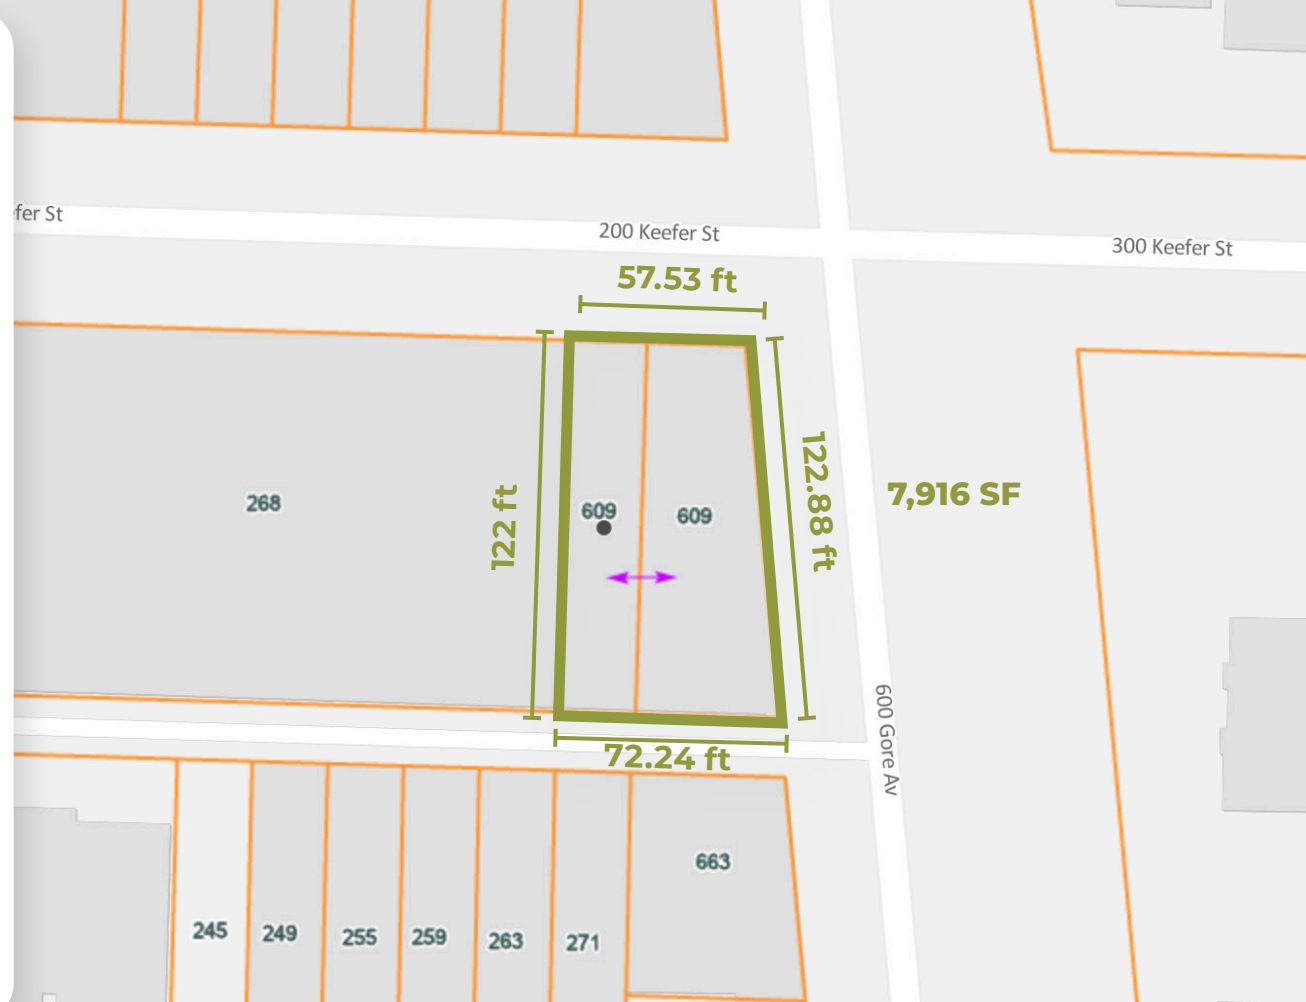 fer St
200 Keefer St
300 Keefer St
57.53 ft
122 ft
122.88 ft
7,916 SF
268
609
609
600 Gore Av
72.24 ft
663
245
249
255
259
263
271